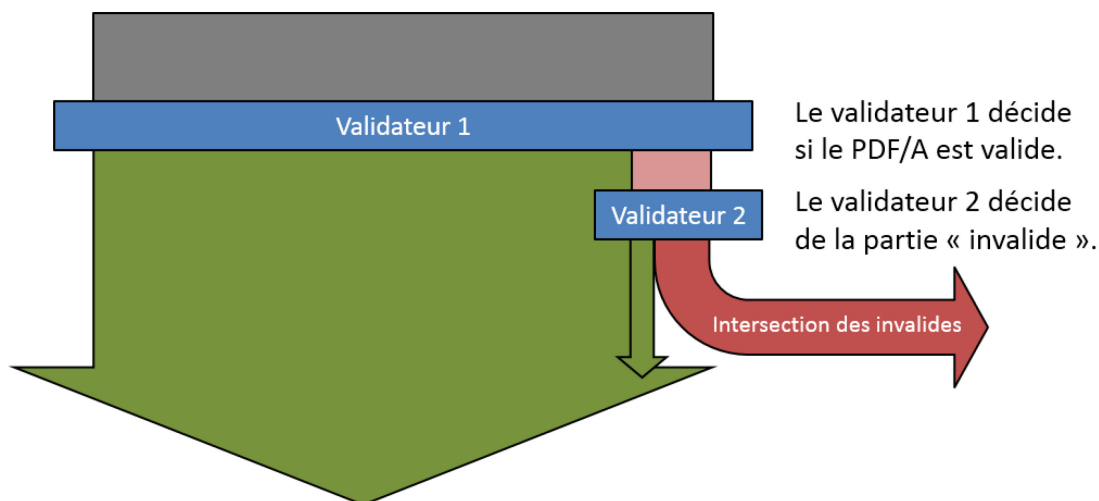 Validateur 1
Le validateur 1 décide
si le PDF/A est valide.
Validateur 2
Le validateur 2 décide
de la partie « invalide ».
Intersection des invalides